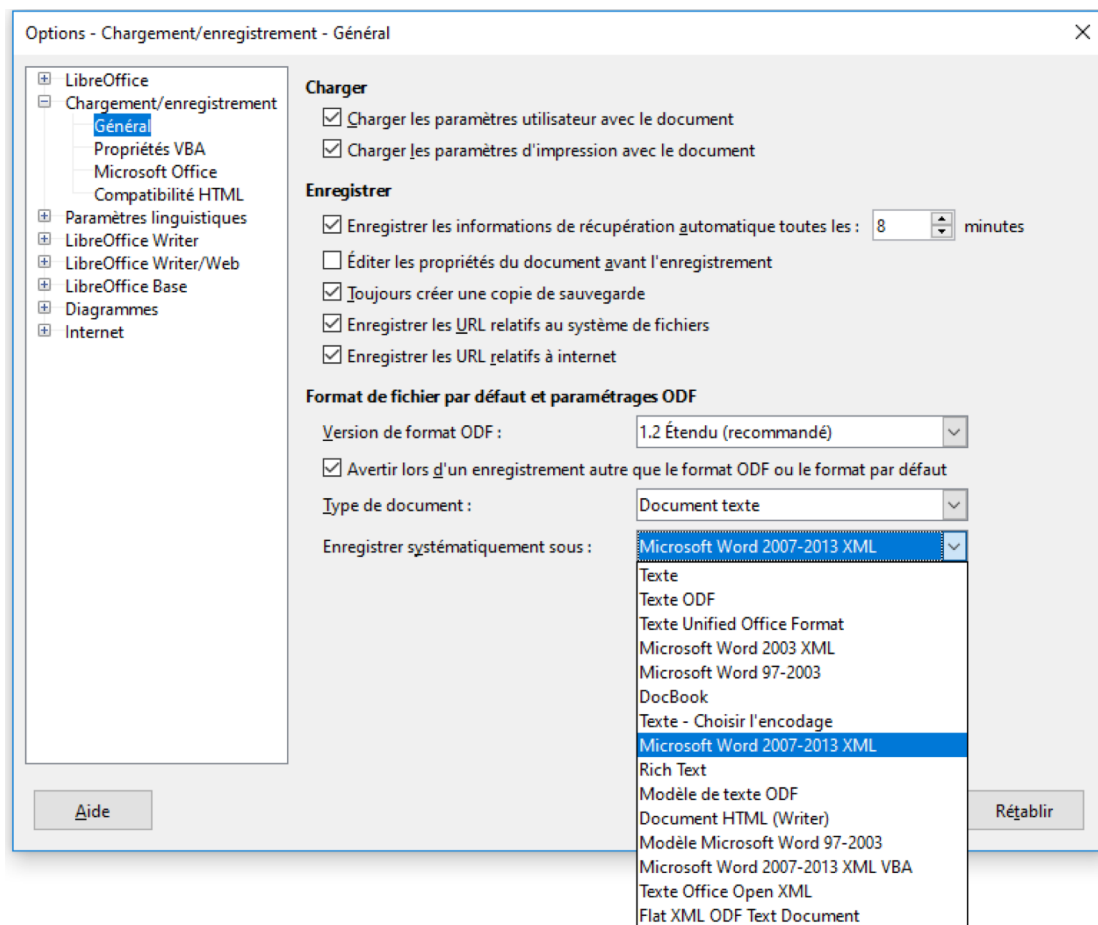 Options - Chargement/enregistrement - Général
LibreOffice
Chargement/enregistrement
Général
Propriétés VBA
Microsoft Office
Compatibilité HTML
Paramètres linguistiques
LibreOffice Writer
LibreOffice Writer/Web
LibreOffice Base
Diagrammes
Internet
Charger
Charger les paramètres utilisateur avec le document
Charger les paramètres d'impression avec le document
Enregistrer
Enregistrer les informations de récupération automatique toutes les : 8 minutes
Éditer les propriétés du document avant l'enregistrement
Toujours créer une copie de sauvegarde
Enregistrer les URL relatifs au système de fichiers
Enregistrer les URL relatifs à internet
Format de fichier par défaut et paramétrages ODF
Version de format ODF : 1.2 Étendu (recommandé)
Avertir lors d'un enregistrement autre que le format ODF ou le format par défaut
Type de document : Document texte
Enregistrer systématiquement sous : Microsoft Word 2007-2013 XML
Texte
Texte ODF
Texte Unified Office Format
Microsoft Word 2003 XML
Microsoft Word 97-2003
DocBook
Texte - Choisir l'encodage
Microsoft Word 2007-2013 XML
Rich Text
Modèle de texte ODF
Document HTML (Writer)
Modèle Microsoft Word 97-2003
Microsoft Word 2007-2013 XML VBA
Texte Office Open XML
Flat XML ODF Text Document
Aide
Rétablir